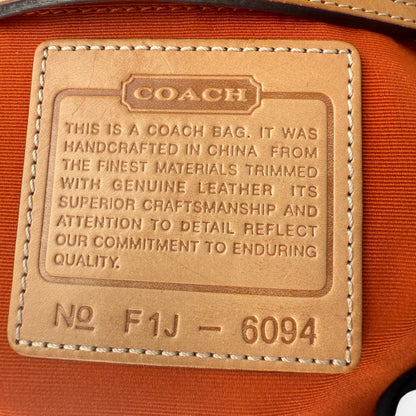 COACH
THIS IS A COACH BAG. IT WAS
HANDCRAFTED IN CHINA FROM
THE FINEST MATERIALS TRIMMED
WITH GENUINE LEATHER ITS
SUPERIOR CRAFTSMANSHIP AND
ATTENTION TO DETAIL REFLECT
OUR COMMITMENT TO ENDURING
QUALITY.
Nº F1J - 6094